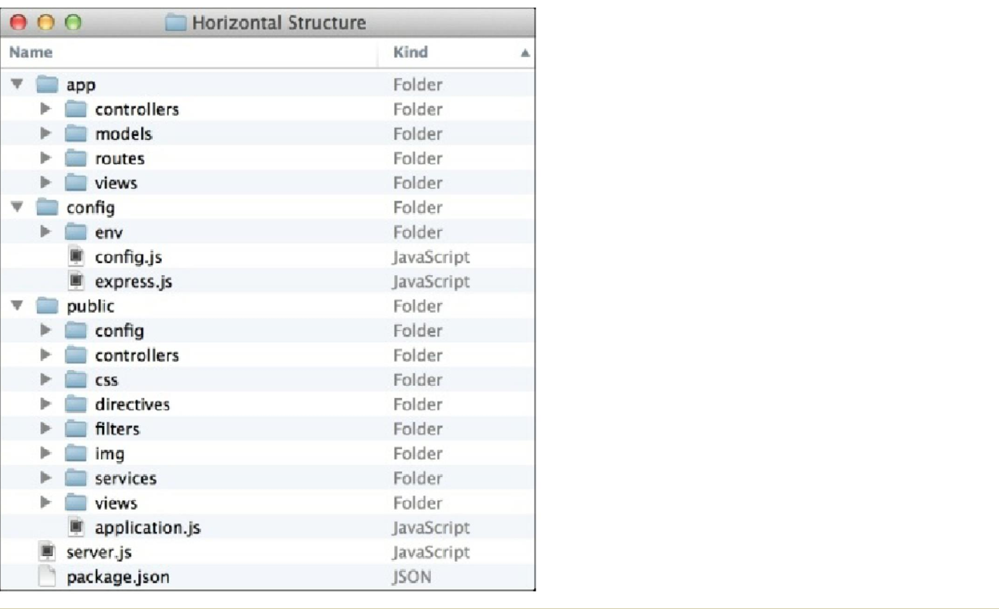 Horizontal Structure
Name Kind
app Folder
controllers Folder
models Folder
routes Folder
views Folder
config Folder
env Folder
config.js JavaScript
express.js JavaScript
public Folder
config Folder
controllers Folder
css Folder
directives Folder
filters Folder
img Folder
services Folder
views Folder
application.js JavaScript
server.js JavaScript
package.json JSON